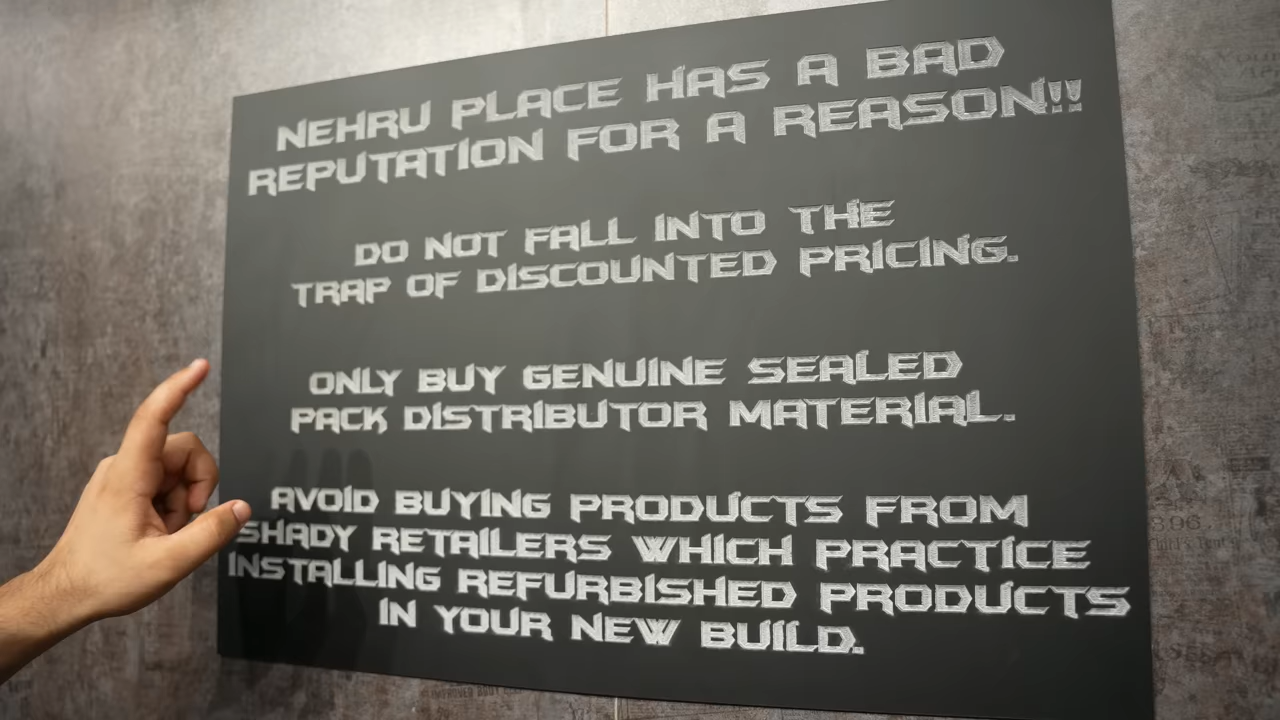 NEHRU PLACE HAS A BAD
REPUTATION FOR A REASON!!
DO NOT FALL INTO THE
TRAP OF DISCOUNTED PRICING.
ONLY BUY GENUINE SEALED
PACK DISTRIBUTOR MATERIAL.
AVOID BUYING PRODUCTS FROM
SHADY RETAILERS WHICH PRACTICE
INSTALLING REFURBISHED PRODUCTS
IN YOUR NEW BUILD.